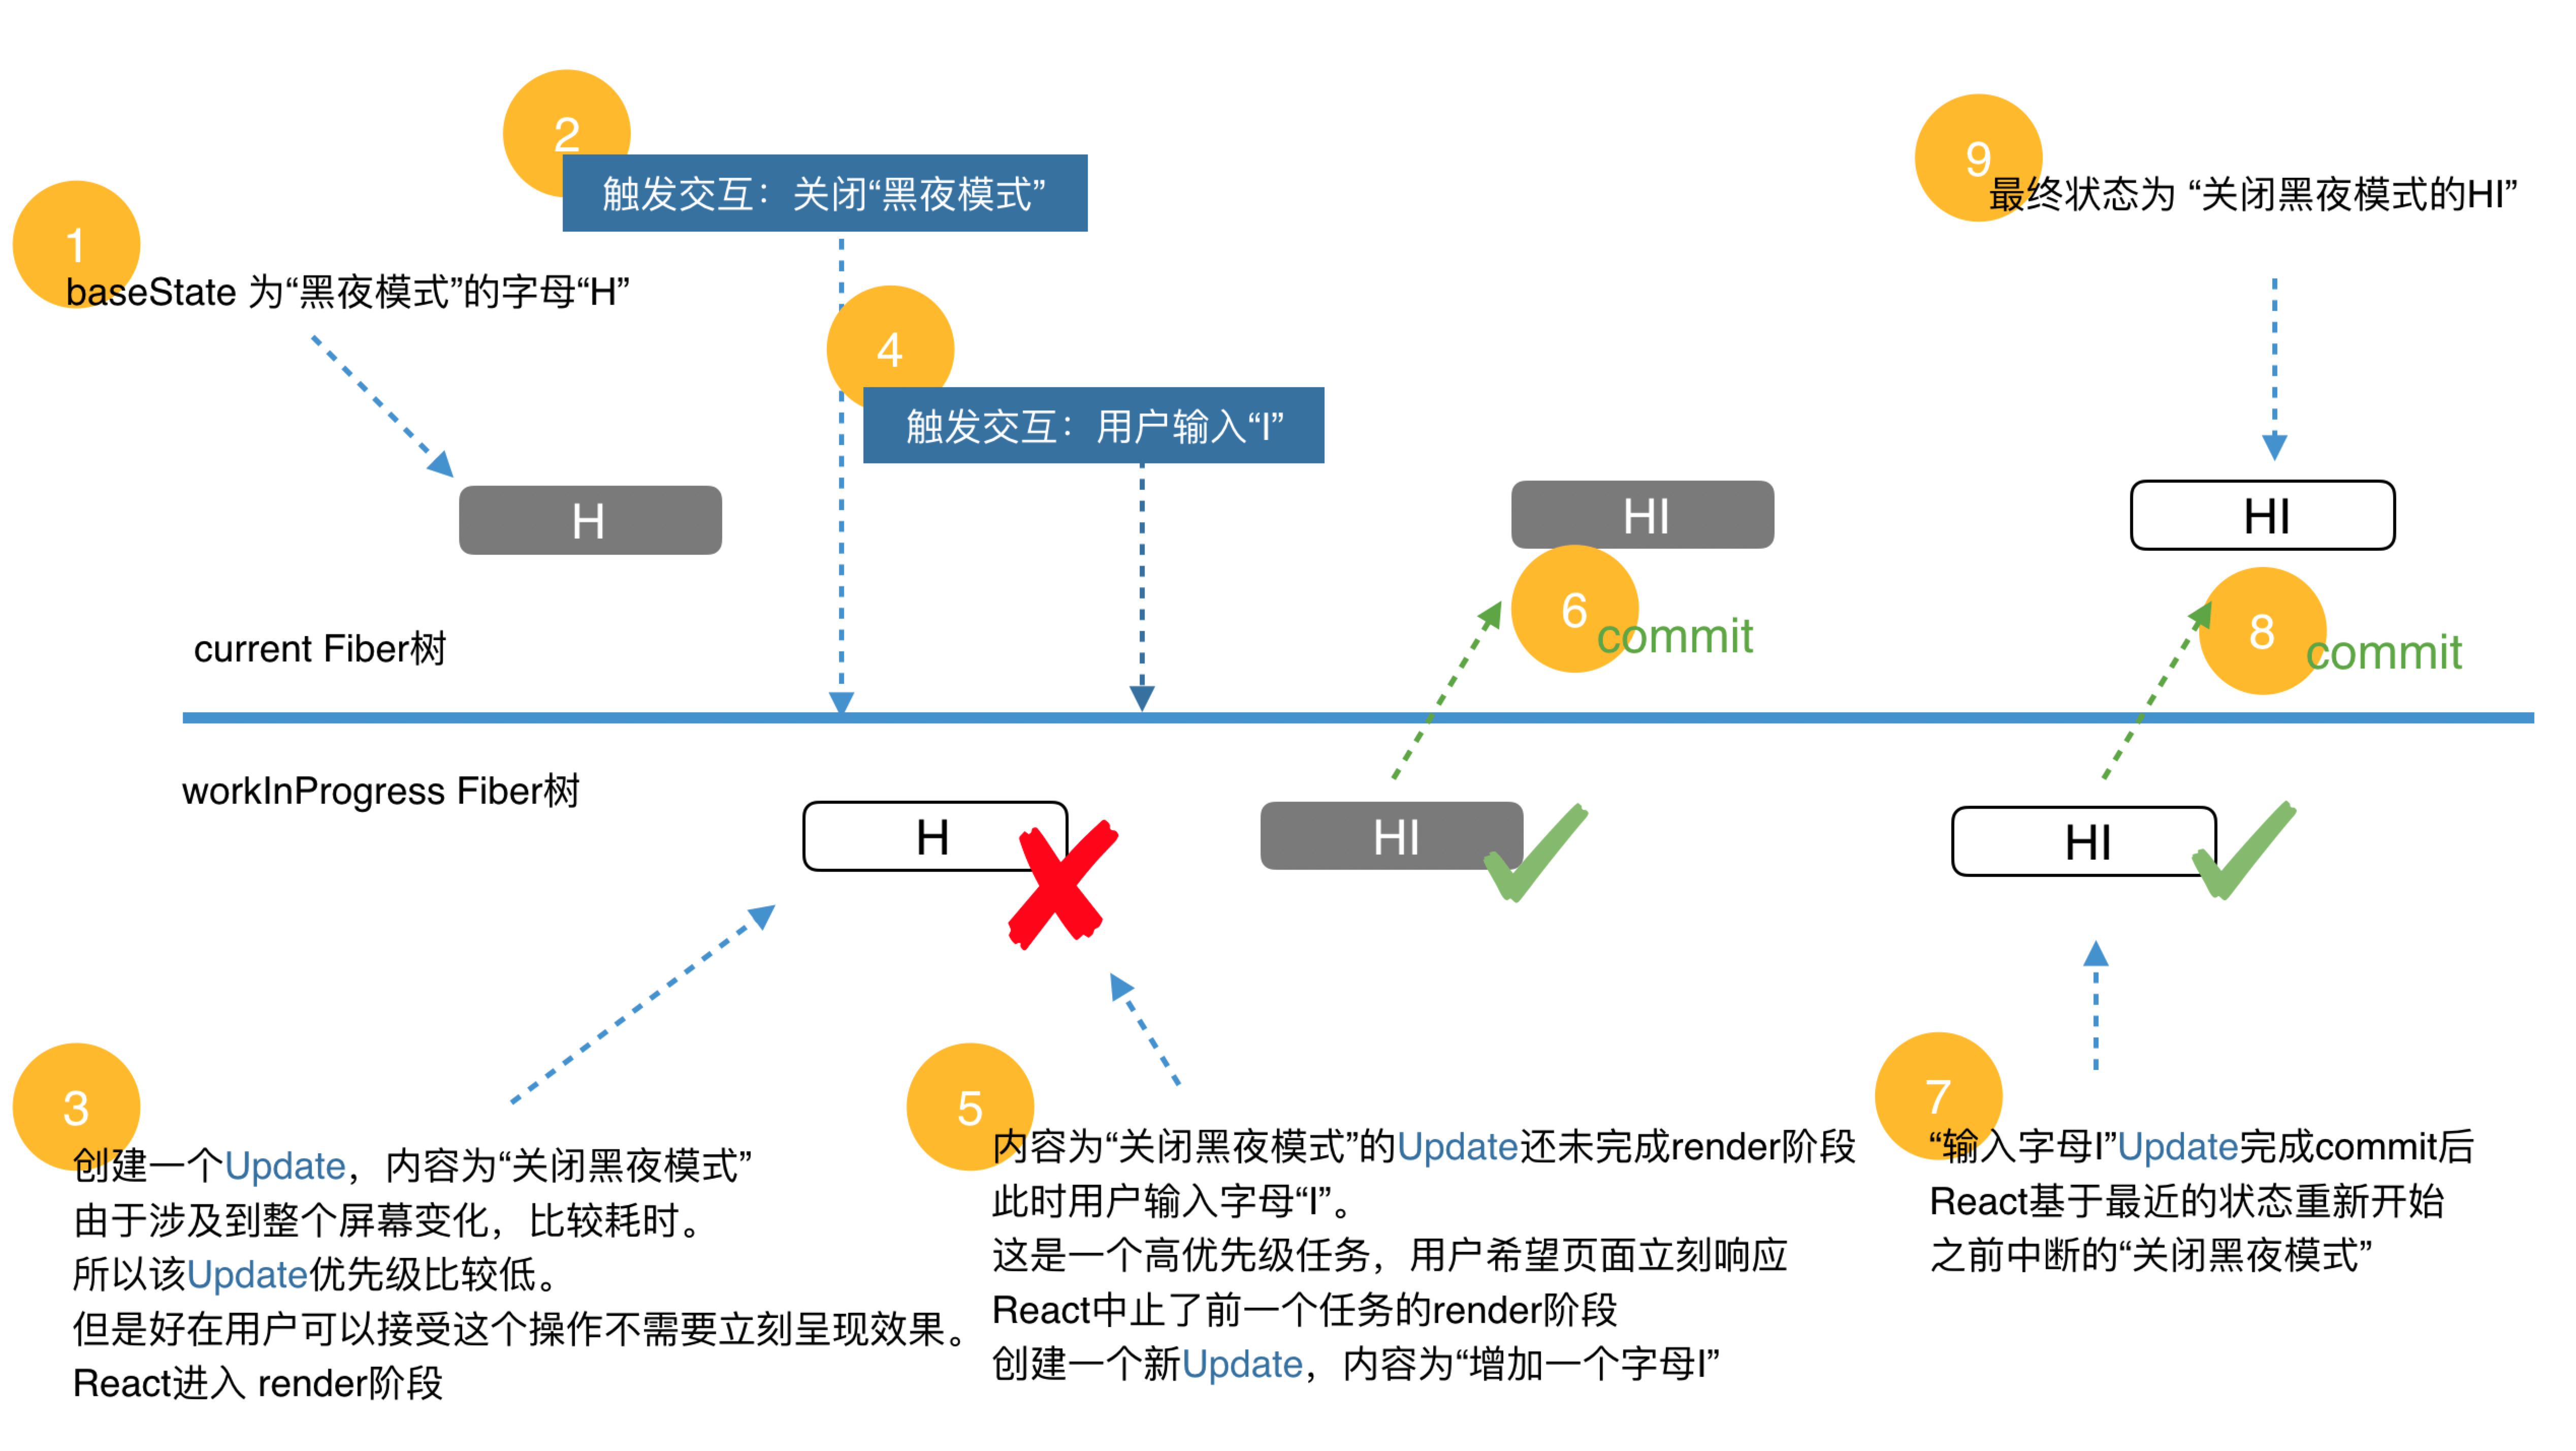 1
baseState 为“黑夜模式”的字母“H”
2
触发交互：关闭“黑夜模式”
4
触发交互：用户输入“I”
9
最终状态为 “关闭黑夜模式的HI”
H
HI
HI
6
commit
8
commit
current Fiber树
workInProgress Fiber树
H
HI
HI
3
创建一个Update，内容为“关闭黑夜模式”
由于涉及到整个屏幕变化，比较耗时。
所以该Update优先级比较低。
但是好在用户可以接受这个操作不需要立刻呈现效果。
React进入 render阶段
5
内容为“关闭黑夜模式”的Update还未完成render阶段
此时用户输入字母“I”。
这是一个高优先级任务，用户希望页面立刻响应
React中止了前一个任务的render阶段
创建一个新Update，内容为“增加一个字母I”
7
“输入字母I”Update完成commit后
React基于最近的状态重新开始
之前中断的“关闭黑夜模式”